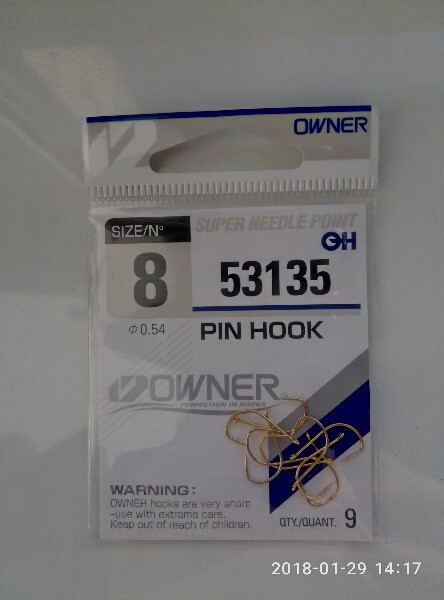 OWNER
SUPER NEEDLE POINT
SIZE/Nº
8
53135
Φ 0.54
PIN HOOK
OWNER
PERFECTION IN HOOKS
WARNING:
OWNER hooks are very sharp
-use with extreme care.
Keep out of reach of children.
QTY./QUANT. 9
2018-01-29 14:17